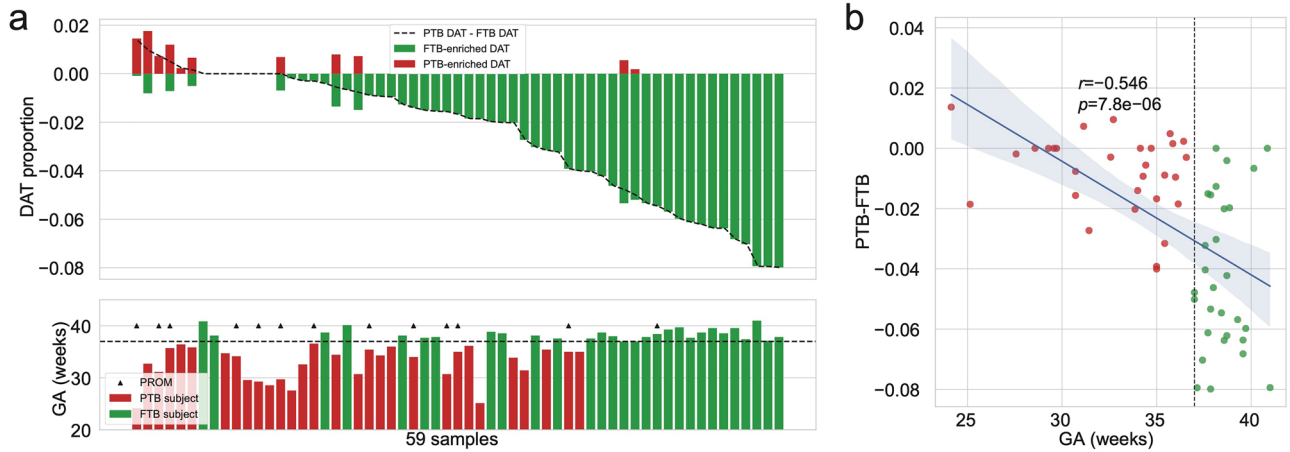 a
0.02
0.00
−0.02
−0.04
−0.06
−0.08
DAT proportion
PTB DAT - FTB DAT
FTB-enriched DAT
PTB-enriched DAT
40
30
20
GA (weeks)
PROM
PTB subject
FTB subject
59 samples
b
0.04
0.02
0.00
−0.02
−0.04
−0.06
−0.08
PTB-FTB
r=−0.546
p=7.8e−06
25
30
35
40
GA (weeks)